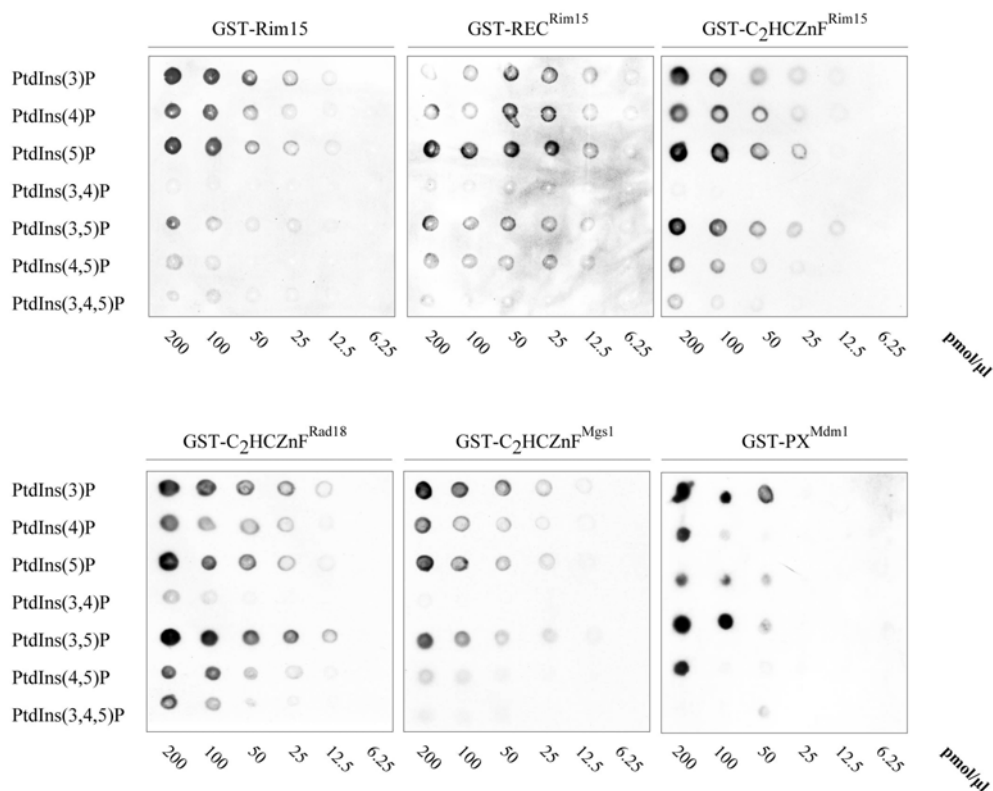 GST-Rim15 GST-REC^Rim15 GST-C₂HCZnF^Rim15
PtdIns(3)P
PtdIns(4)P
PtdIns(5)P
PtdIns(3,4)P
PtdIns(3,5)P
PtdIns(4,5)P
PtdIns(3,4,5)P
200 100 50 25 12.5 6.25 200 100 50 25 12.5 6.25 200 100 50 25 12.5 6.25 pmol/µl
GST-C₂HCZnF^Rad18 GST-C₂HCZnF^Mgs1 GST-PX^Mdm1
PtdIns(3)P
PtdIns(4)P
PtdIns(5)P
PtdIns(3,4)P
PtdIns(3,5)P
PtdIns(4,5)P
PtdIns(3,4,5)P
200 100 50 25 12.5 6.25 200 100 50 25 12.5 6.25 200 100 50 25 12.5 6.25 pmol/µl